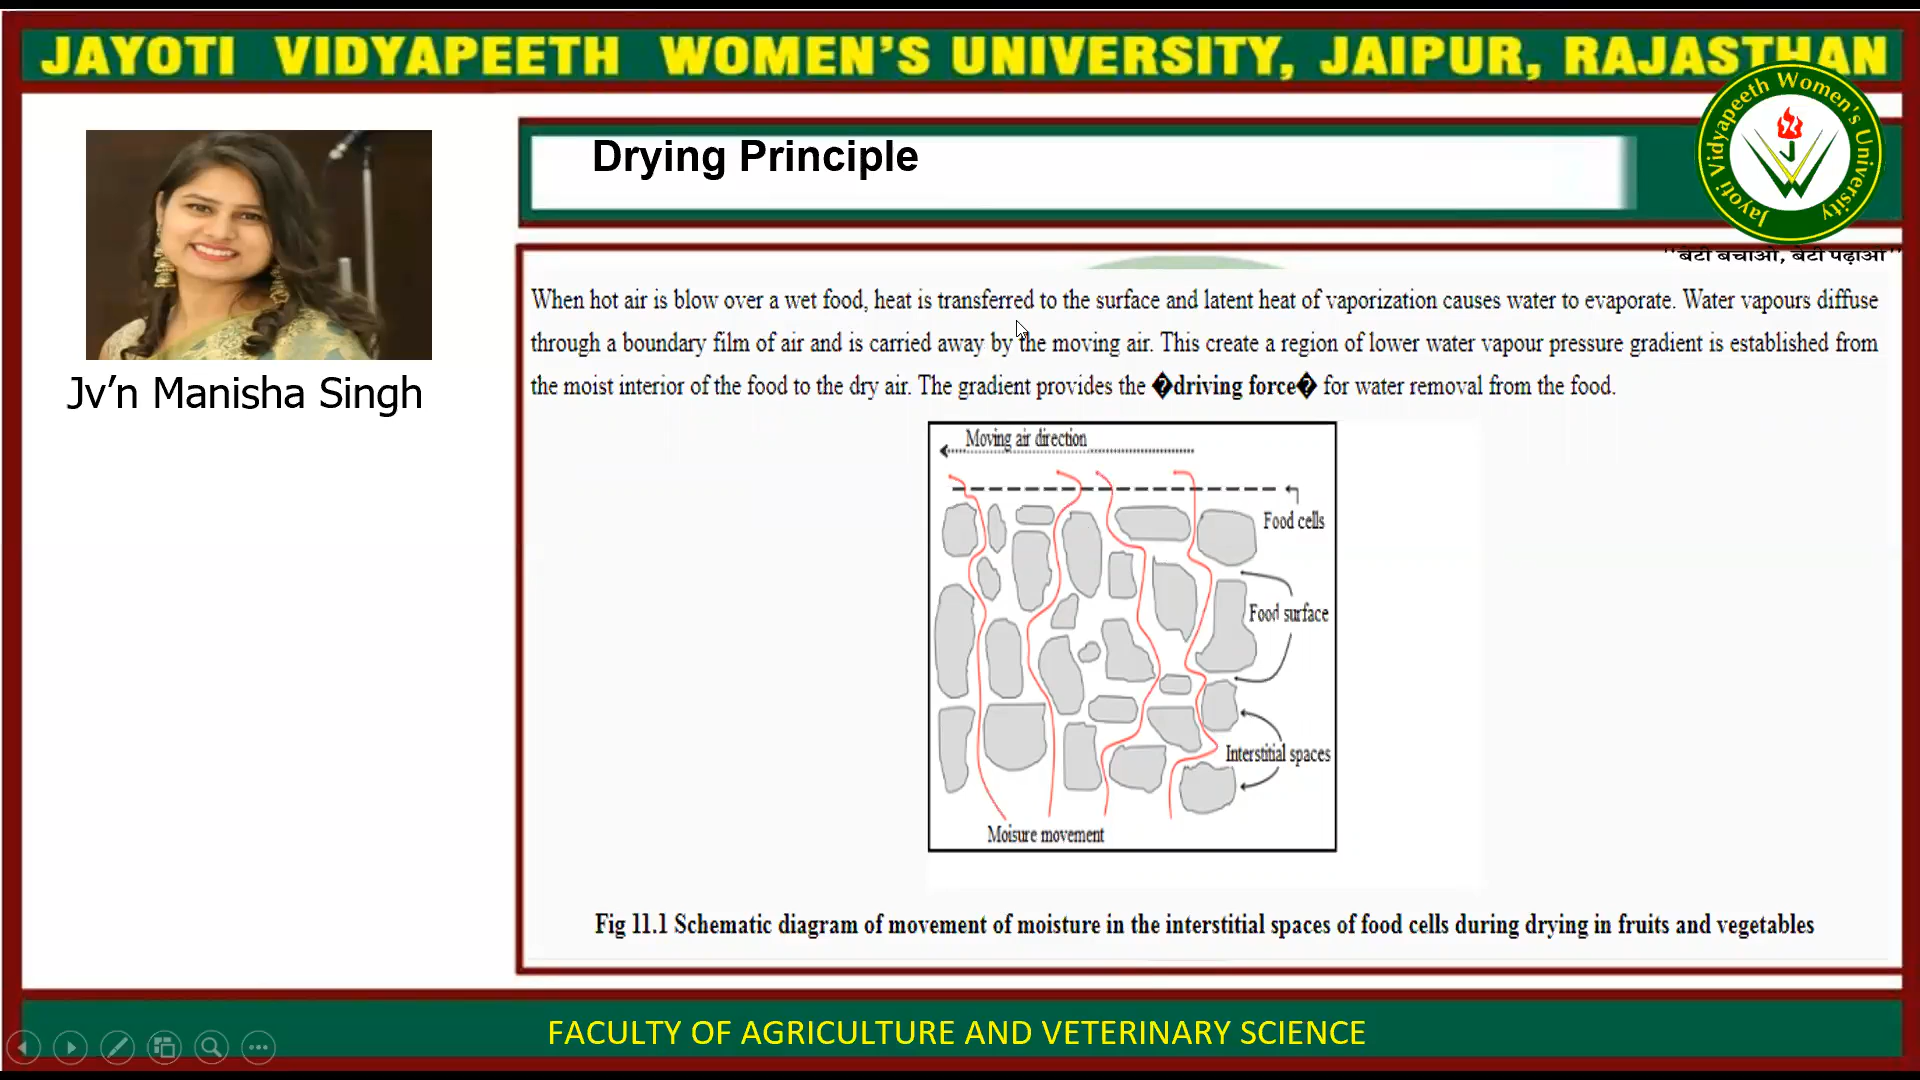 JAYOTI VIDYAPEETH WOMEN'S UNIVERSITY, JAIPUR, RAJASTHAN
Jayoti Vidyapeeth Women's University
"बेटी बचाओ, बेटी पढ़ाओ"
Jv'n Manisha Singh
Drying Principle
When hot air is blow over a wet food, heat is transferred to the surface and latent heat of vaporization causes water to evaporate. Water vapours diffuse
through a boundary film of air and is carried away by the moving air. This create a region of lower water vapour pressure gradient is established from
the moist interior of the food to the dry air. The gradient provides the �driving force� for water removal from the food.
Moving air direction
Food cells
Food surface
Interstitial spaces
Moisure movement
Fig 11.1 Schematic diagram of movement of moisture in the interstitial spaces of food cells during drying in fruits and vegetables
FACULTY OF AGRICULTURE AND VETERINARY SCIENCE